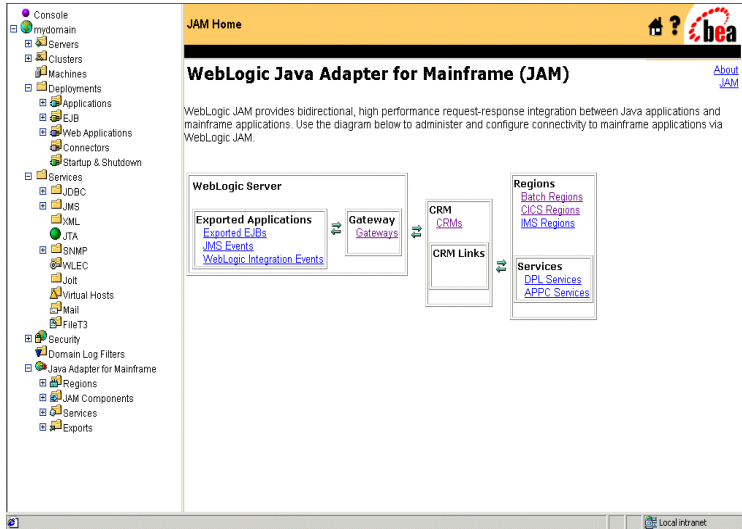 Console
mydomain
Servers
Clusters
Machines
Deployments
Applications
EJB
Web Applications
Connectors
Startup & Shutdown
Services
JDBC
JMS
XML
JTA
SNMP
WLEC
Jolt
Virtual Hosts
Mail
FileT3
Security
Domain Log Filters
Java Adapter for Mainframe
Regions
JAM Components
Services
Exports
JAM Home
?
bea
WebLogic Java Adapter for Mainframe (JAM)
About
JAM
WebLogic JAM provides bidirectional, high performance request-response integration between Java applications and
mainframe applications. Use the diagram below to administer and configure connectivity to mainframe applications via
WebLogic JAM.
WebLogic Server
Exported Applications
Exported EJBs
JMS Events
WebLogic Integration Events
Gateway
Gateways
CRM
CRMs
CRM Links
Regions
Batch Regions
CICS Regions
IMS Regions
Services
DPL Services
APPC Services
Local intranet